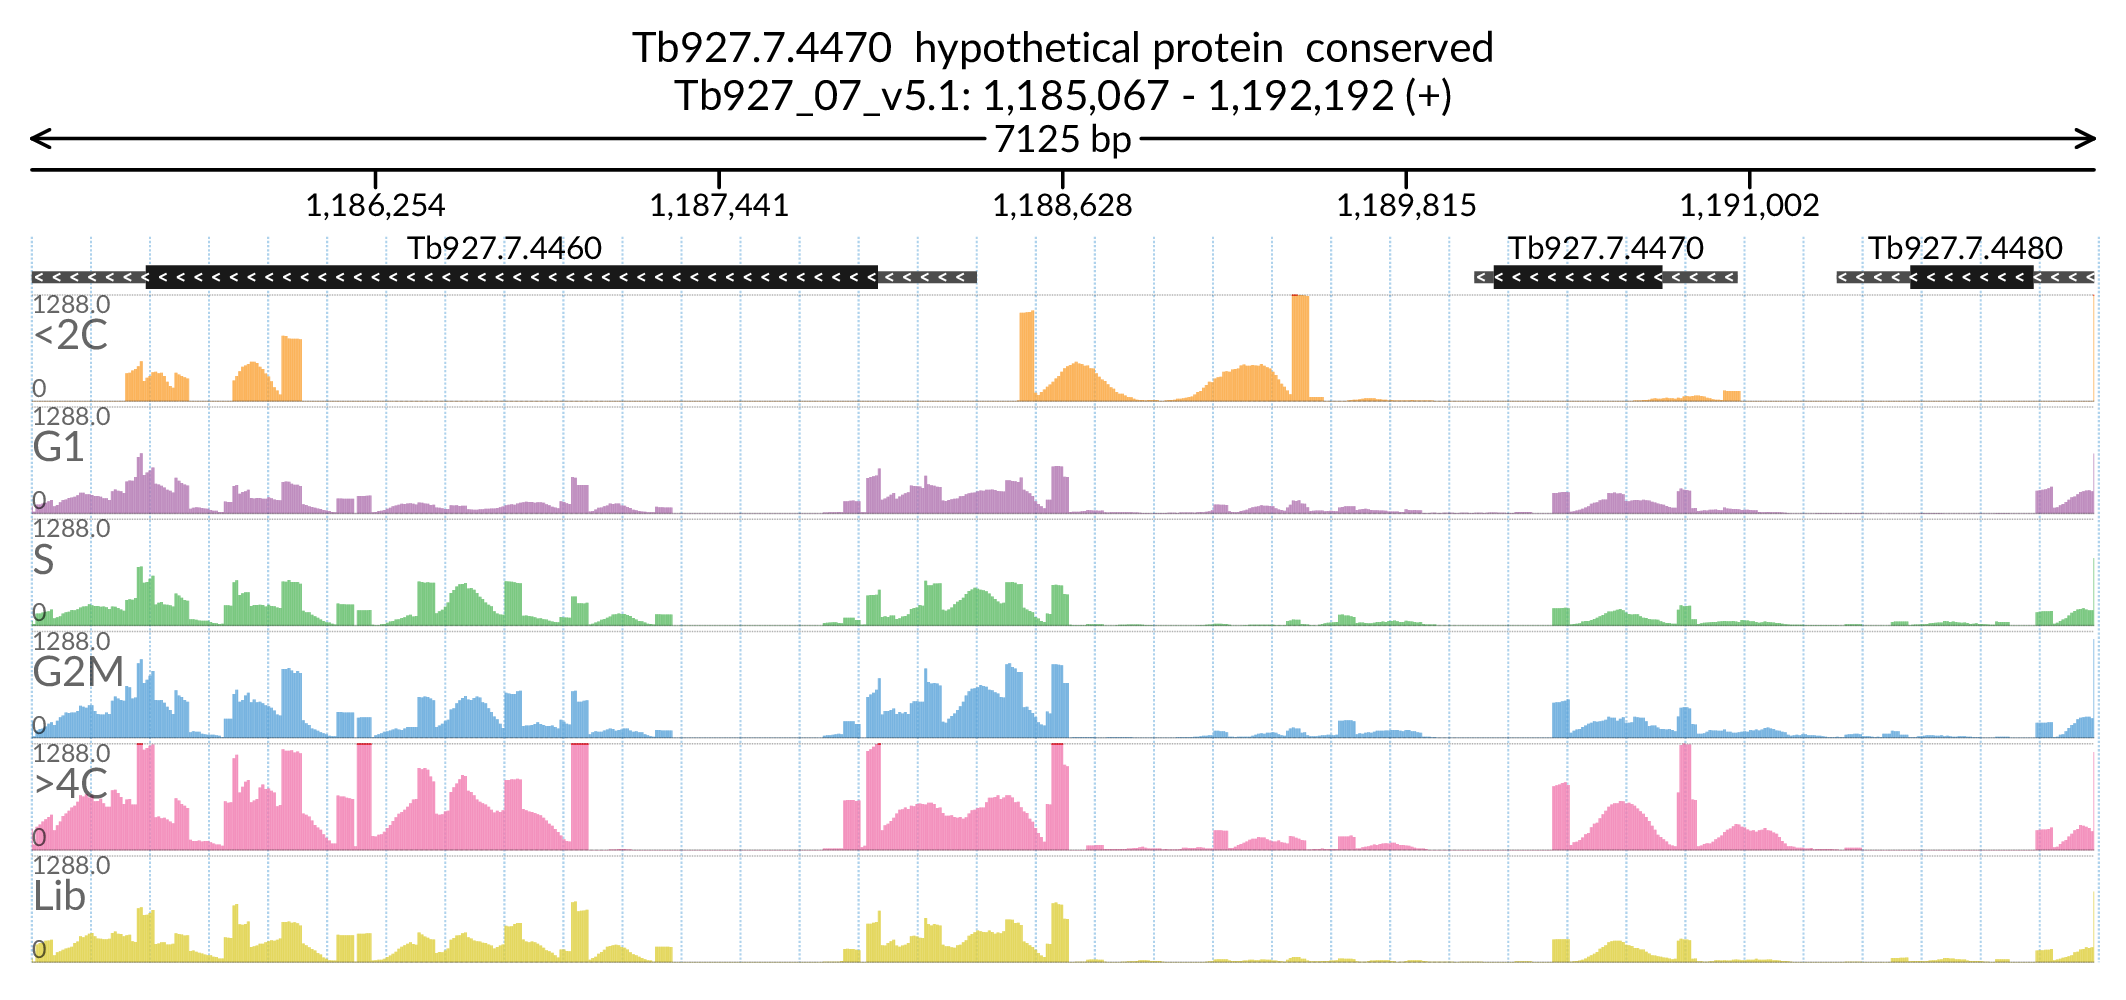 Tb927.7.4470 hypothetical protein conserved
Tb927_07_v5.1: 1,185,067 - 1,192,192 (+)
7125 bp
1,186,254 1,187,441 1,188,628 1,189,815 1,191,002
Tb927.7.4460 Tb927.7.4470 Tb927.7.4480
1288.0
<2C
0
1288.0
G1
0
1288.0
S
0
1288.0
G2M
0
1288.0
>4C
0
1288.0
Lib
0